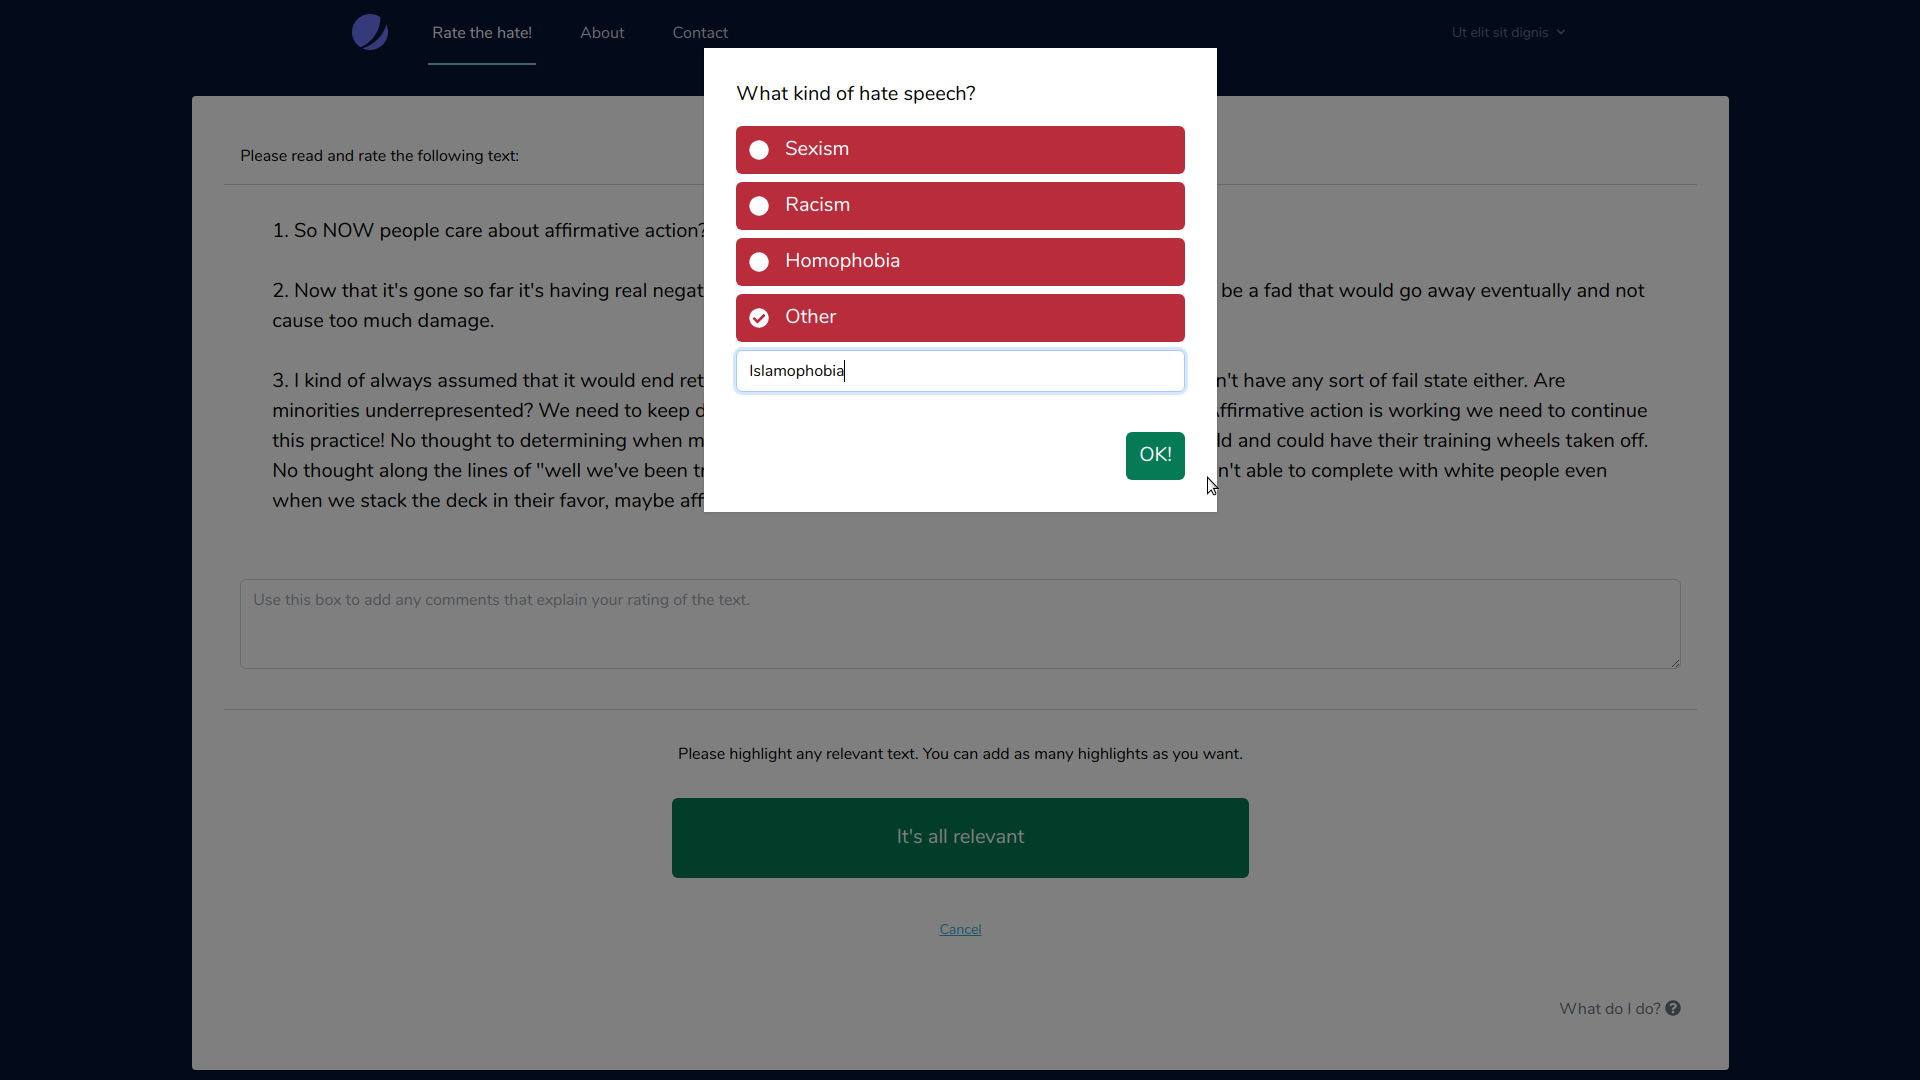 Rate the hate!
About
Contact
Ut elit sit dignis
What kind of hate speech?
Sexism
Racism
Homophobia
Other
Islamophobia
OK!
Please read and rate the following text:
1. So NOW people care about affirmative action?
2. Now that it's gone so far it's having real negat
be a fad that would go away eventually and not
cause too much damage.
3. I kind of always assumed that it would end ret
n't have any sort of fail state either. Are
minorities underrepresented? We need to keep d
Affirmative action is working we need to continue
this practice! No thought to determining when m
ld and could have their training wheels taken off.
No thought along the lines of "well we've been tr
n't able to complete with white people even
when we stack the deck in their favor, maybe aff
Use this box to add any comments that explain your rating of the text.
Please highlight any relevant text. You can add as many highlights as you want.
It's all relevant
Cancel
What do I do?